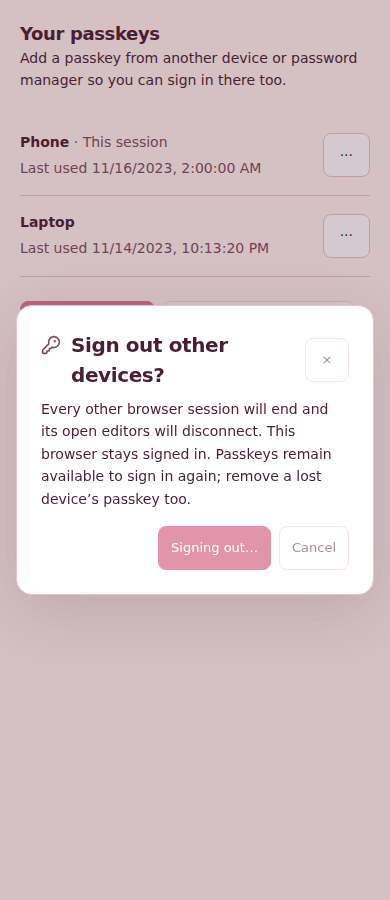 Your passkeys
Add a passkey from another device or password
manager so you can sign in there too.
Phone · This session
Last used 11/16/2023, 2:00:00 AM
...
Laptop
Last used 11/14/2023, 10:13:20 PM
...
Sign out other
devices?
×
Every other browser session will end and
its open editors will disconnect. This
browser stays signed in. Passkeys remain
available to sign in again; remove a lost
device’s passkey too.
Signing out…
Cancel